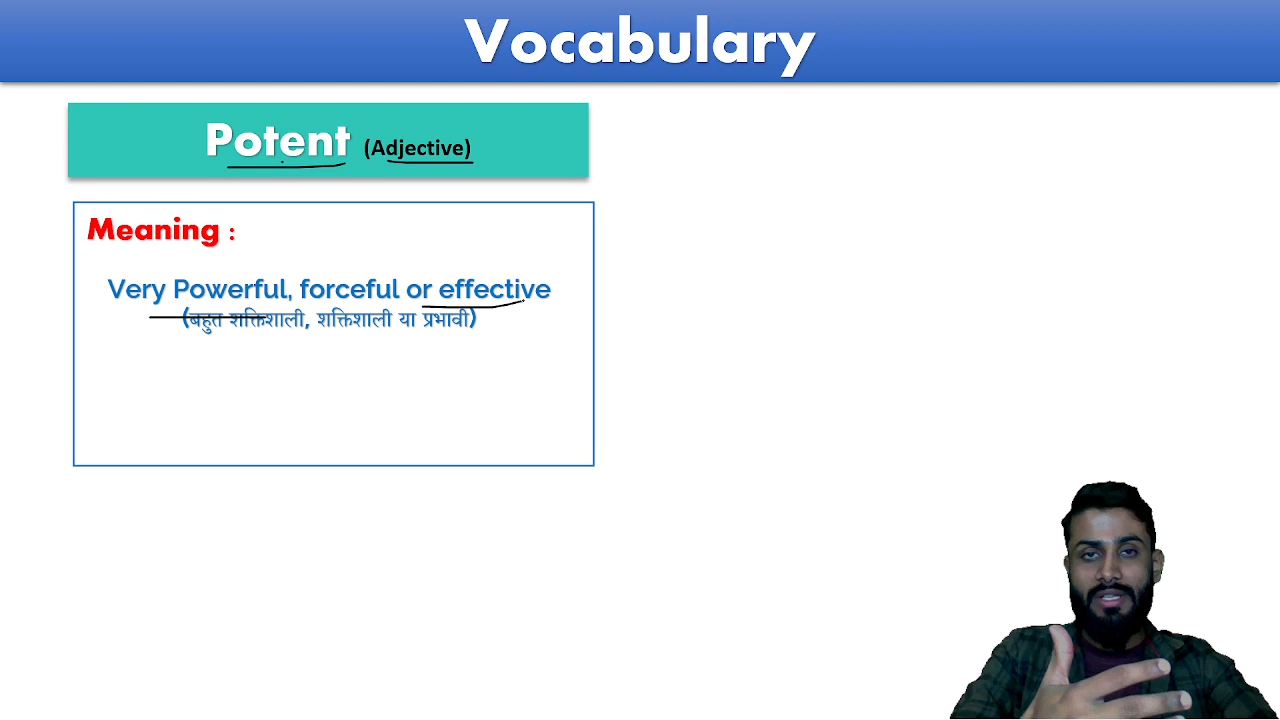 Vocabulary
Potent (Adjective)
Meaning :
Very Powerful, forceful or effective
(बहुत शक्तिशाली, शक्तिशाली या प्रभावी)